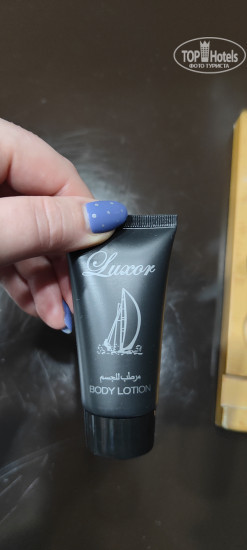 TOP Hotels
ФОТО ТУРИСТА
Luxor
مرطب للجسم
BODY LOTION